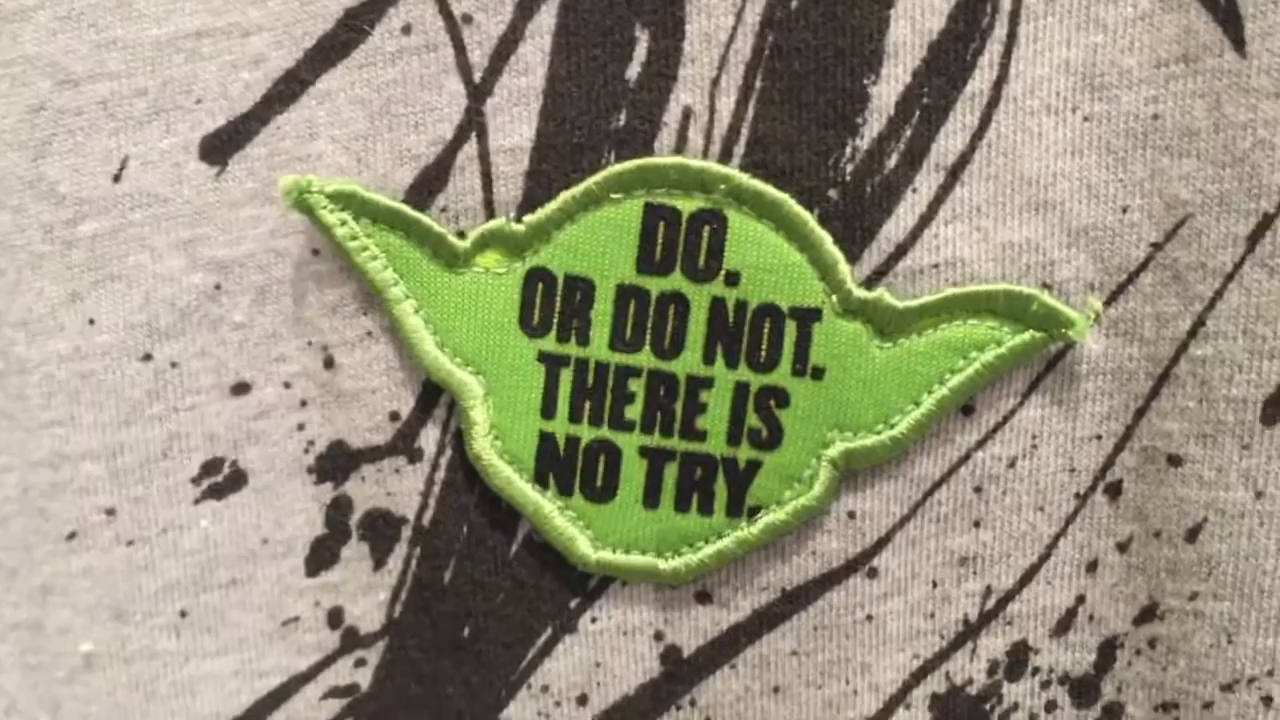 DO.
OR DO NOT.
THERE IS
NO TRY.